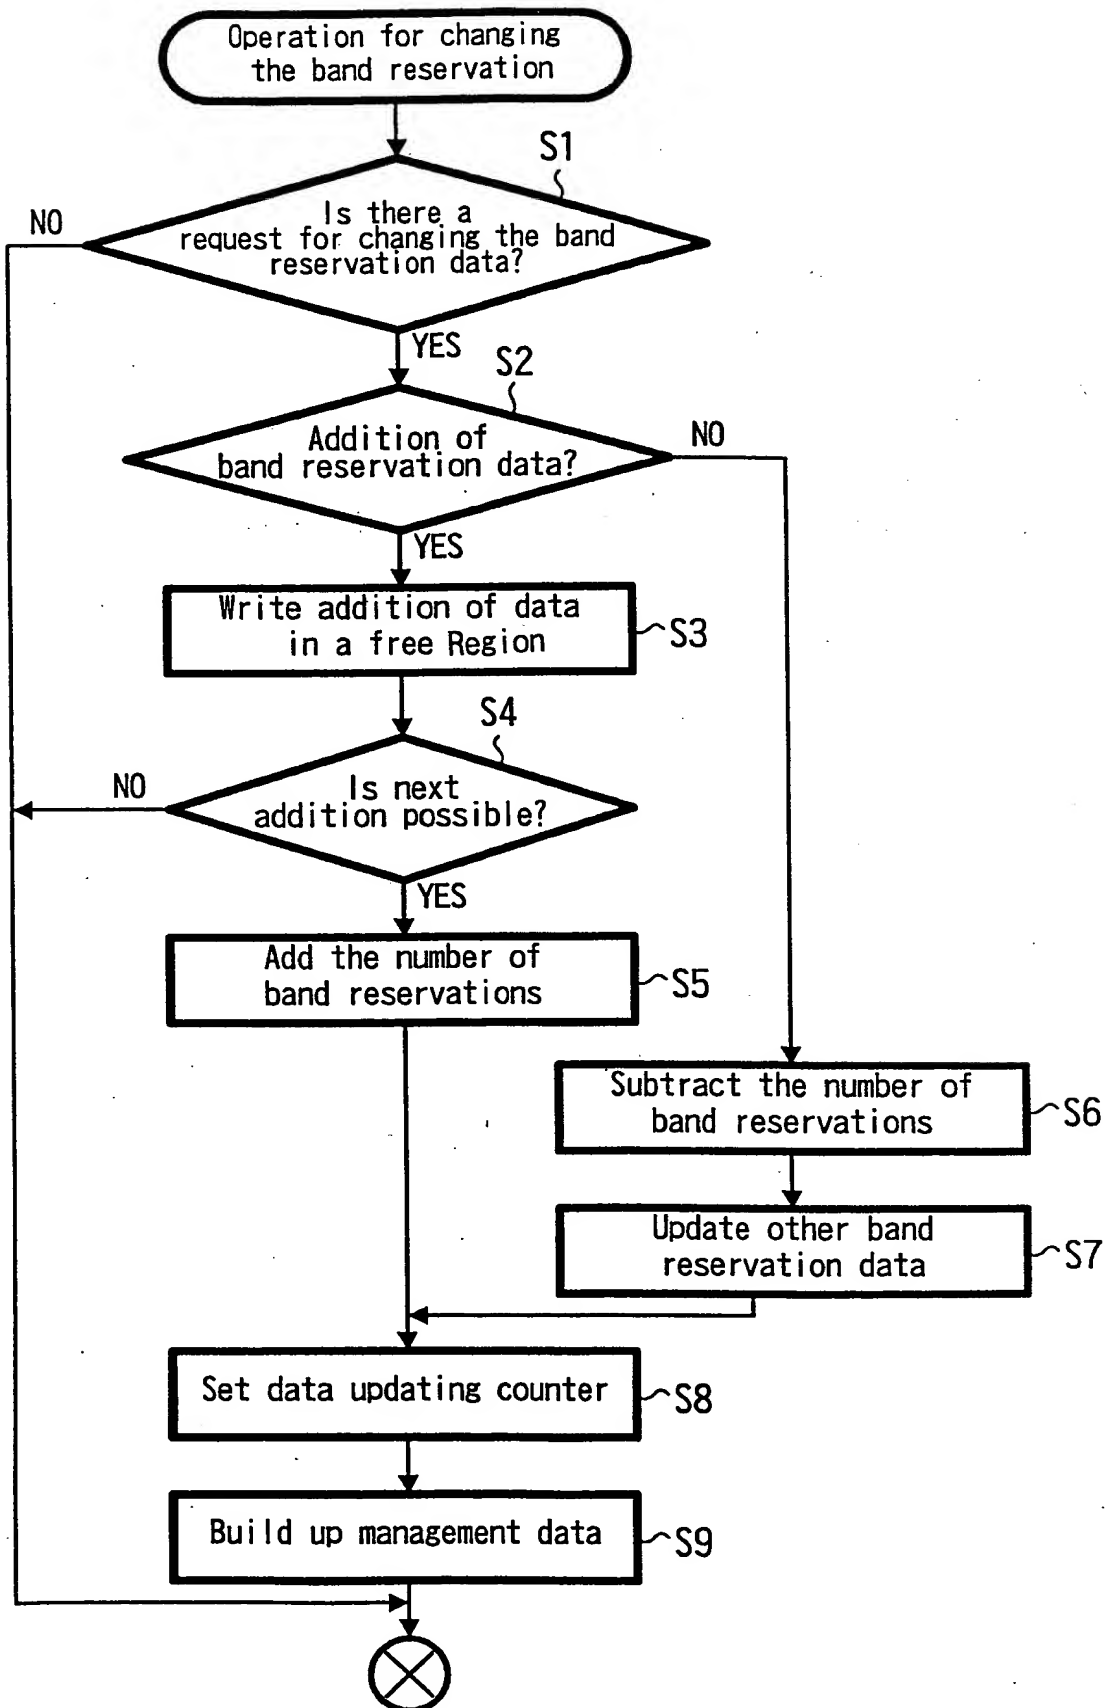 Operation for changing
the band reservation
S1
NO
Is there a
request for changing the band
reservation data?
YES
S2
NO
Addition of
band reservation data?
YES
Write addition of data
in a free Region
S3
S4
NO
Is next
addition possible?
YES
Add the number of
band reservations
S5
Subtract the number of
band reservations
S6
Update other band
reservation data
S7
Set data updating counter
S8
Build up management data
S9